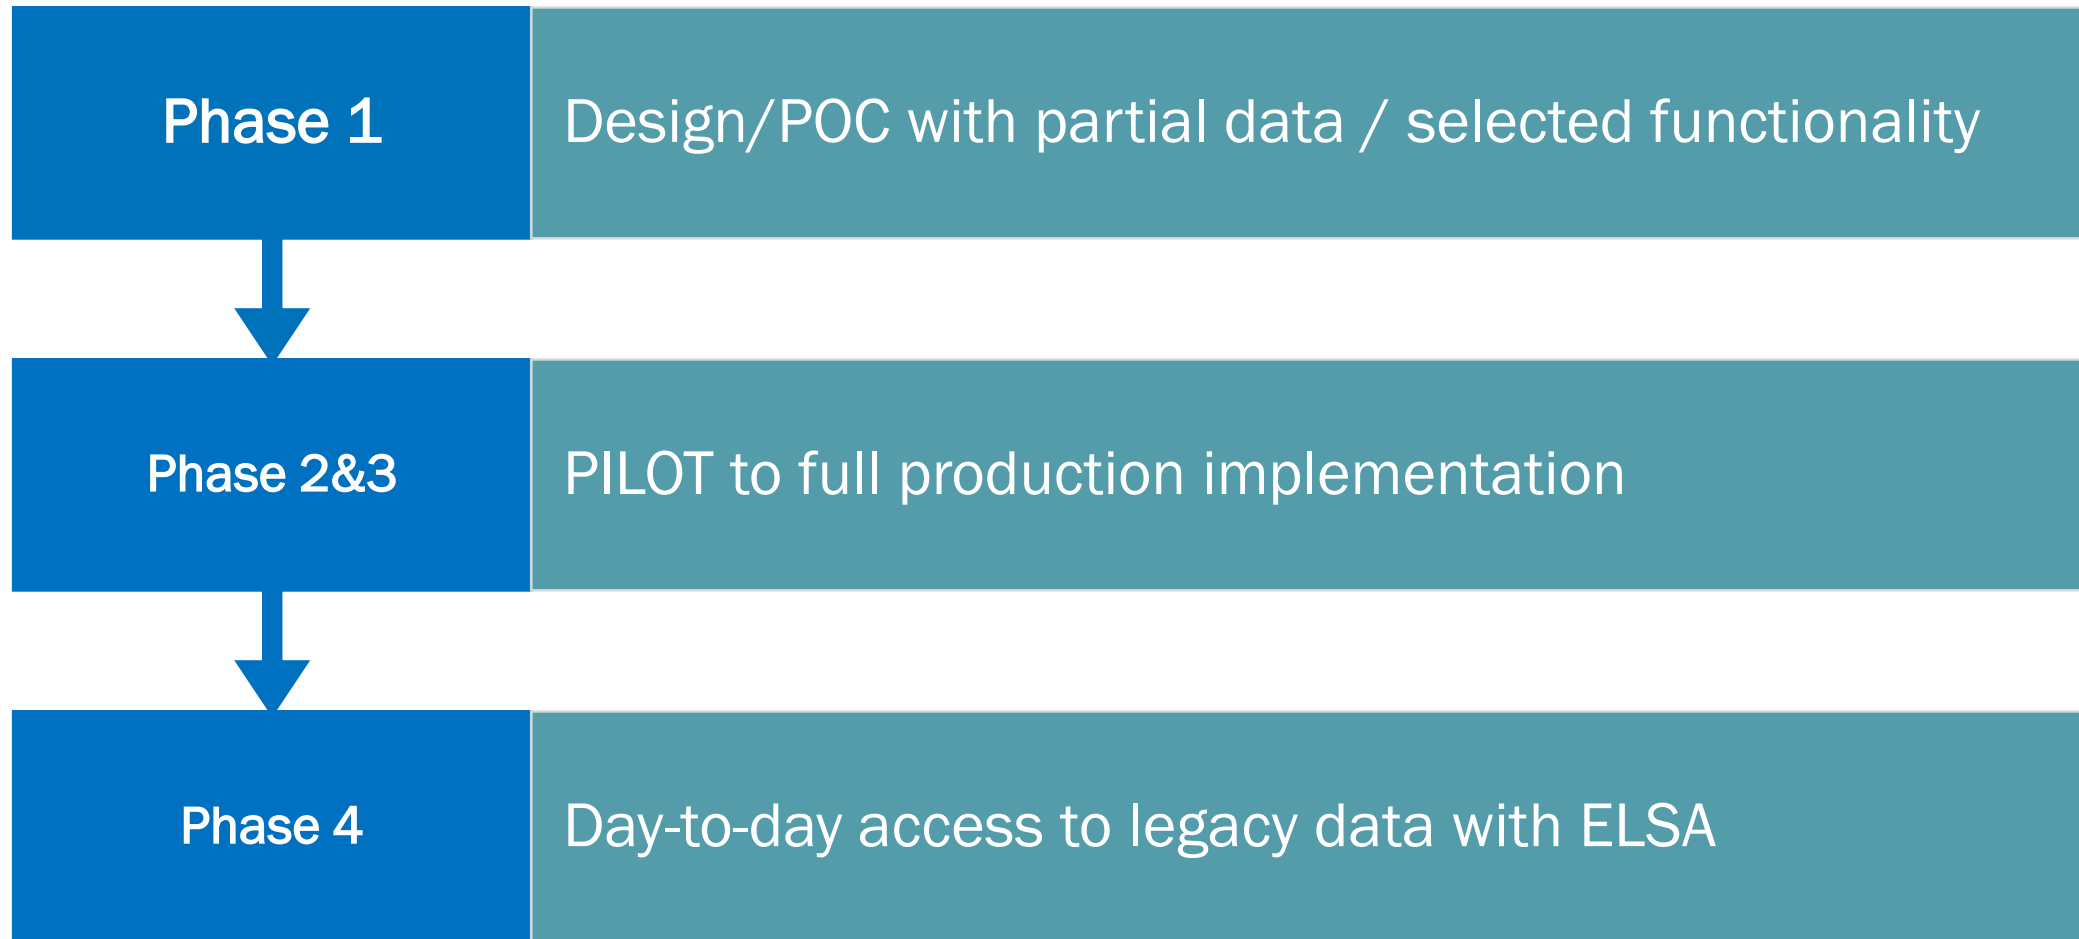 Phase 1
Design/POC with partial data / selected functionality
Phase 2&3
PILOT to full production implementation
Phase 4
Day-to-day access to legacy data with ELSA